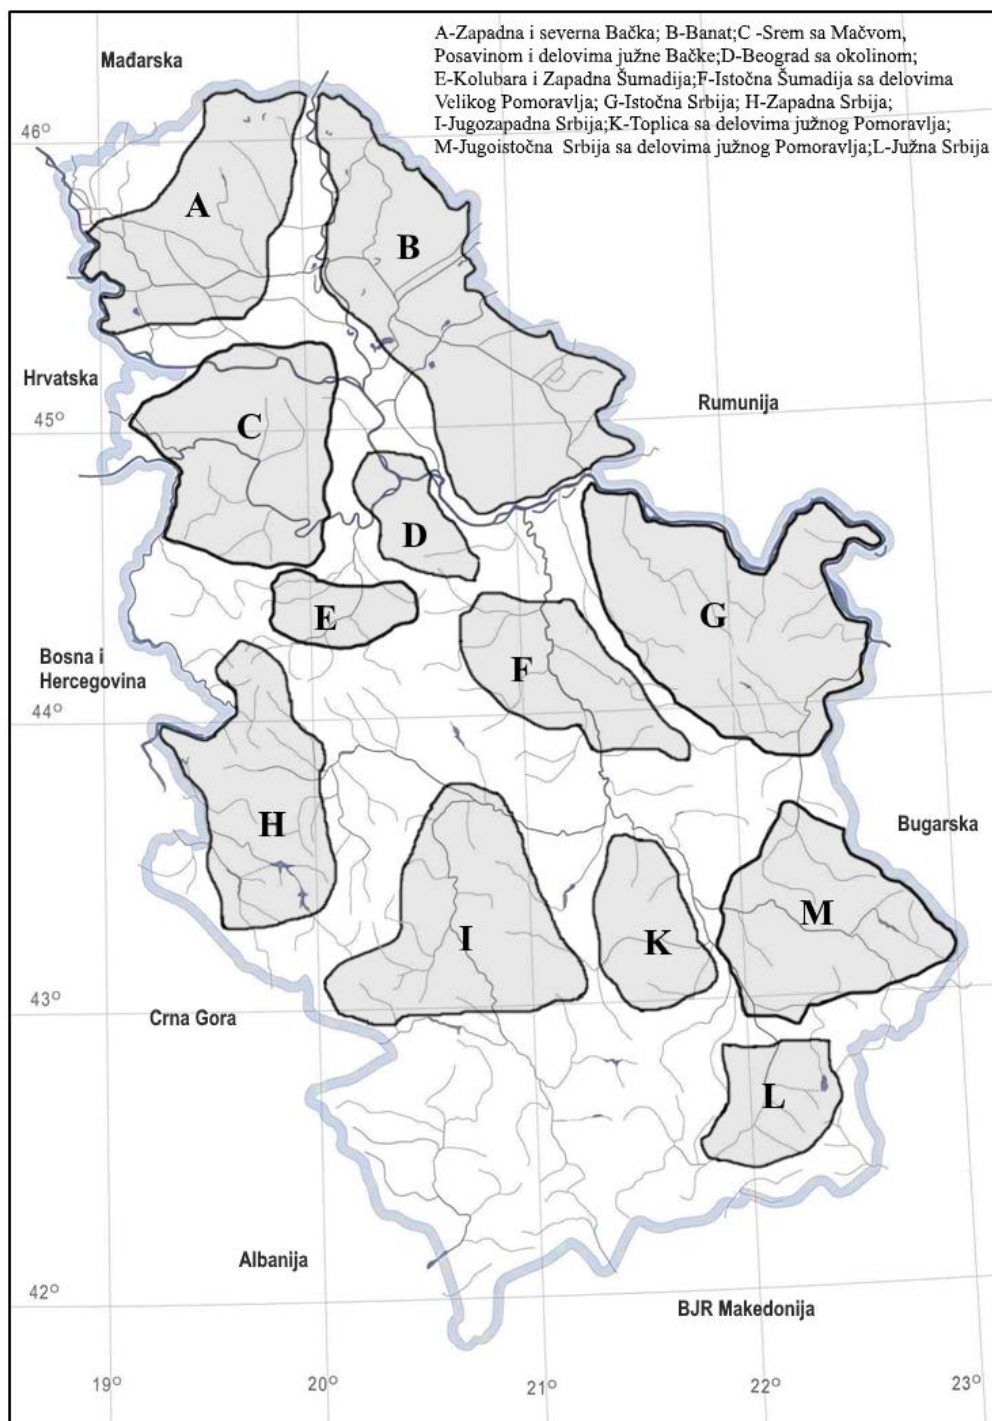 A-Zapadna i severna Bačka; B-Banat;C -Srem sa Mačvom,
Posavinom i delovima južne Bačke;D-Beograd sa okolinom;
E-Kolubara i Zapadna Šumadija;F-Istočna Šumadija sa delovima
Velikog Pomoravlja; G-Istočna Srbija; H-Zapadna Srbija;
I-Jugozapadna Srbija;K-Toplica sa delovima južnog Pomoravlja;
M-Jugoistočna Srbija sa delovima južnog Pomoravlja;L-Južna Srbija
Mađarska
46°
A
B
Hrvatska
Rumunija
45°
C
D
E
G
Bosna i
Hercegovina
F
44°
H
Bugarska
M
I
K
43°
Crna Gora
L
Albanija
42°
BJR Makedonija
19°
20°
21°
22°
23°